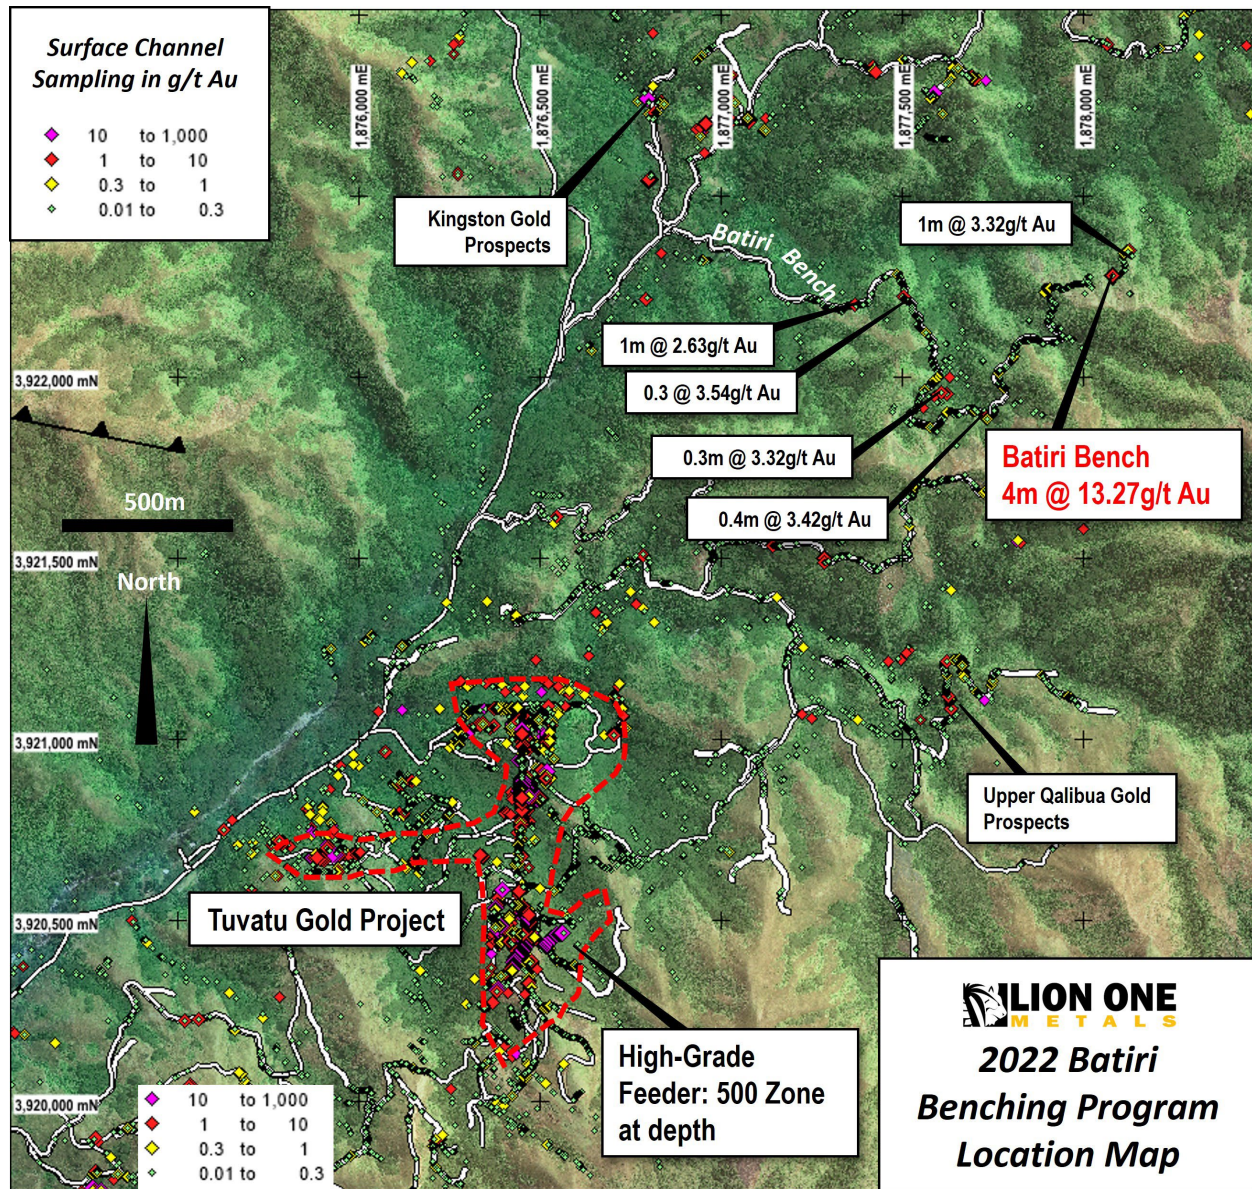 Surface Channel
Sampling in g/t Au
10 to 1,000
1 to 10
0.3 to 1
0.01 to 0.3
1,876,000 mE
1,876,500 mE
1,877,000 mE
1,877,500 mE
1,878,000 mE
Kingston Gold
Prospects
Batiri Bench
1m @ 3.32g/t Au
1m @ 2.63g/t Au
3,922,000 mN
0.3 @ 3.54g/t Au
0.3m @ 3.32g/t Au
Batiri Bench
4m @ 13.27g/t Au
500m
0.4m @ 3.42g/t Au
3,921,500 mN
North
3,921,000 mN
Upper Qalibua Gold
Prospects
Tuvatu Gold Project
3,920,500 mN
High-Grade
Feeder: 500 Zone
at depth
3,920,000 mN
10 to 1,000
1 to 10
0.3 to 1
0.01 to 0.3
LION ONE
METALS
2022 Batiri
Benching Program
Location Map